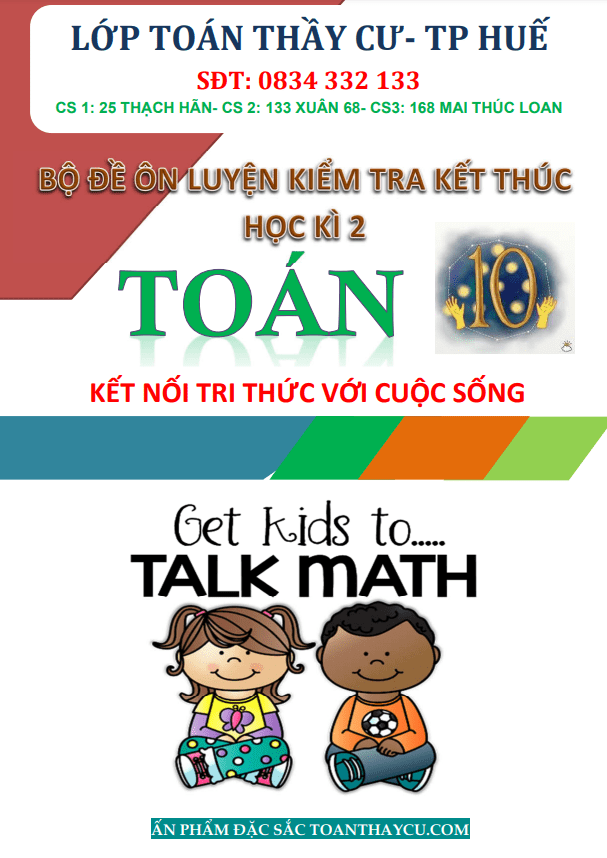 LỚP TOÁN THẦY CƯ- TP HUẾ
SĐT: 0834 332 133
CS 1: 25 THẠCH HÃN- CS 2: 133 XUÂN 68- CS3: 168 MAI THÚC LOAN
BỘ ĐỀ ÔN LUYỆN KIỂM TRA KẾT THÚC
HỌC KÌ 2
TOÁN
10
KẾT NỐI TRI THỨC VỚI CUỘC SỐNG
Get Kids to.....
TALK MATH
ẤN PHẨM ĐẶC SẮC TOANTHAYCU.COM